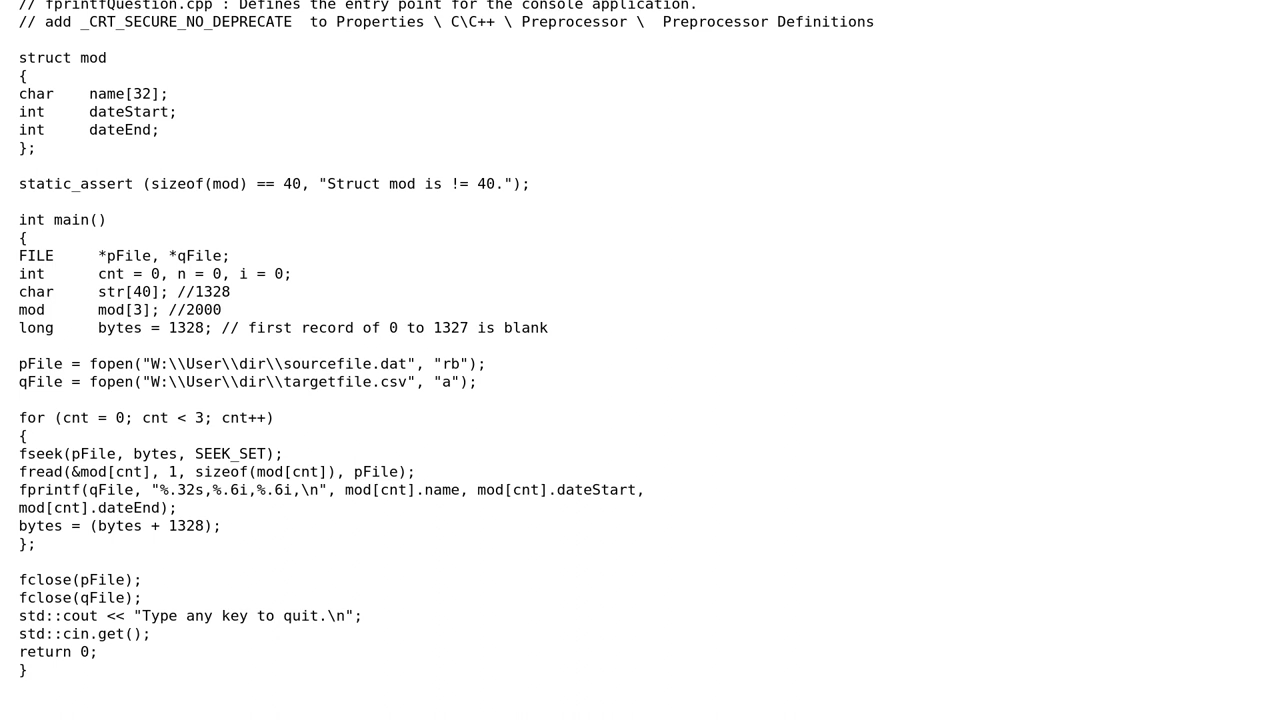 // fprintfQuestion.cpp : Defines the entry point for the console application.
// add _CRT_SECURE_NO_DEPRECATE  to Properties \ C\C++ \ Preprocessor \  Preprocessor Definitions

struct mod
{
char    name[32];
int     dateStart;
int     dateEnd;
};

static_assert (sizeof(mod) == 40, "Struct mod is != 40.");

int main()
{
FILE     *pFile, *qFile;
int      cnt = 0, n = 0, i = 0;
char     str[40]; //1328
mod      mod[3]; //2000
long     bytes = 1328; // first record of 0 to 1327 is blank

pFile = fopen("W:\\User\\dir\\sourcefile.dat", "rb");
qFile = fopen("W:\\User\\dir\\targetfile.csv", "a");

for (cnt = 0; cnt < 3; cnt++)
{
fseek(pFile, bytes, SEEK_SET);
fread(&mod[cnt], 1, sizeof(mod[cnt]), pFile);
fprintf(qFile, "%.32s,%.6i,%.6i,\n", mod[cnt].name, mod[cnt].dateStart,
mod[cnt].dateEnd);
bytes = (bytes + 1328);
};

fclose(pFile);
fclose(qFile);
std::cout << "Type any key to quit.\n";
std::cin.get();
return 0;
}